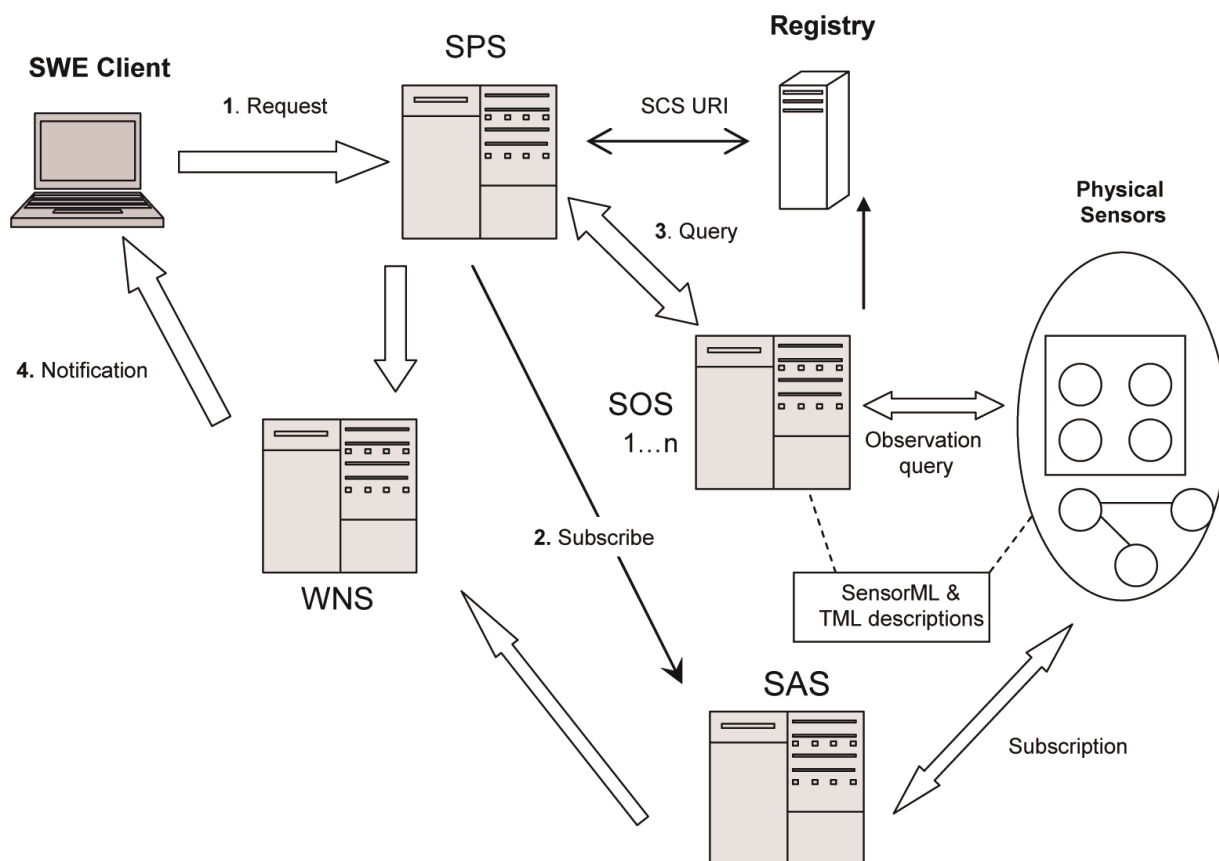 SPS
Registry
SWE Client
1. Request
SCS URI
Physical
Sensors
3. Query
4. Notification
SOS
1...n
Observation
query
2. Subscribe
WNS
SensorML &
TML descriptions
SAS
Subscription